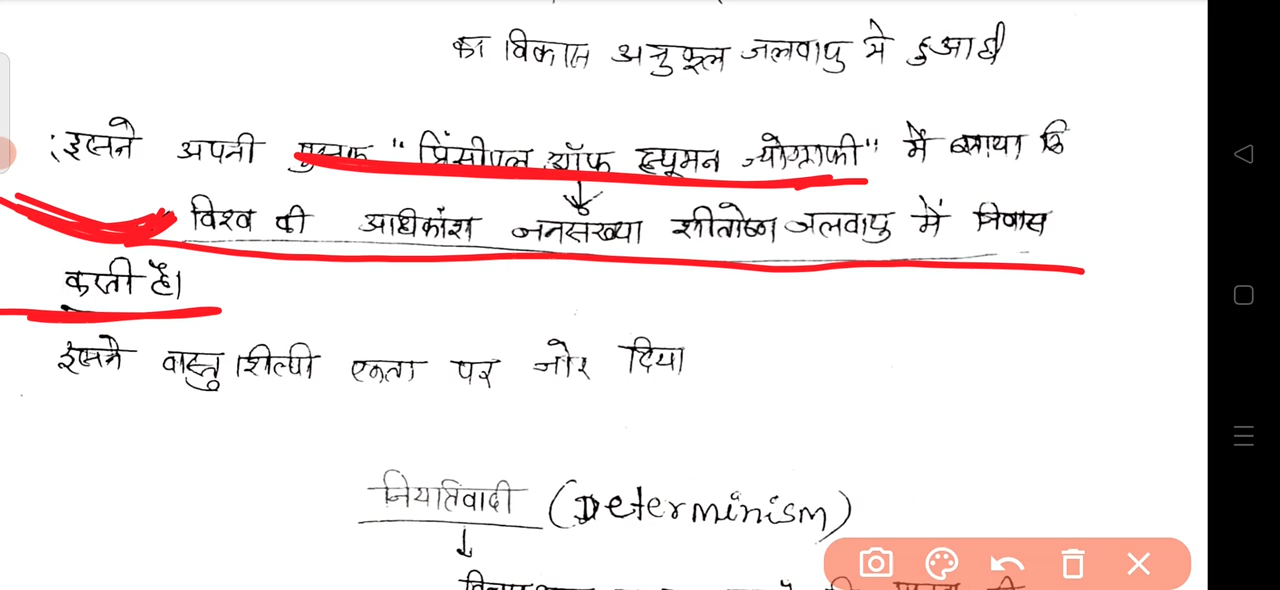 का विकास अनुकूल जलवायु मे हुआ है
इसने अपनी पुस्तक "प्रिंसीपल ऑफ ह्यूमन ज्योग्राफी" में बताया कि
विश्व की अधिकांश जनसंख्या शीतोष्ण जलवायु में निवास
करती है।
इसने वास्तु शिल्पी एकता पर जोर दिया
नियतिवादी (Determinism)